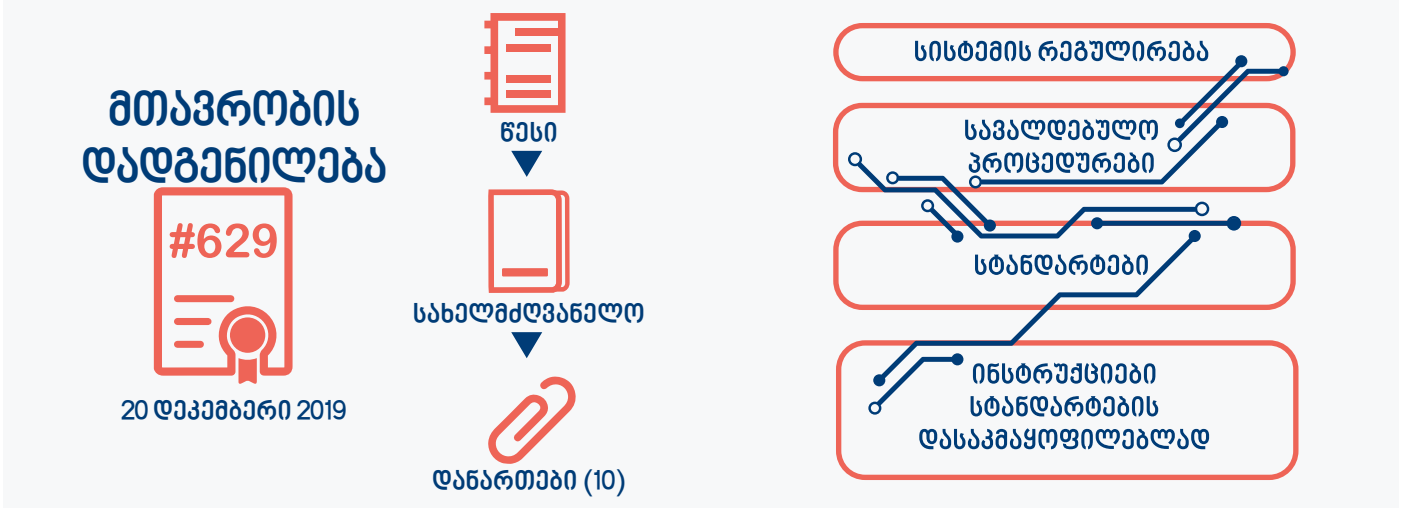 მთავრობის
დადგენილება
#629
20 დეკემბერი 2019
წესი
სახელმძღვანელო
დანართები (10)
სისტემის რეგულირება
სავალდებულო
პროცედურები
სტანდარტები
ინსტრუქციები
სტანდარტების
დასაკმაყოფილებლად